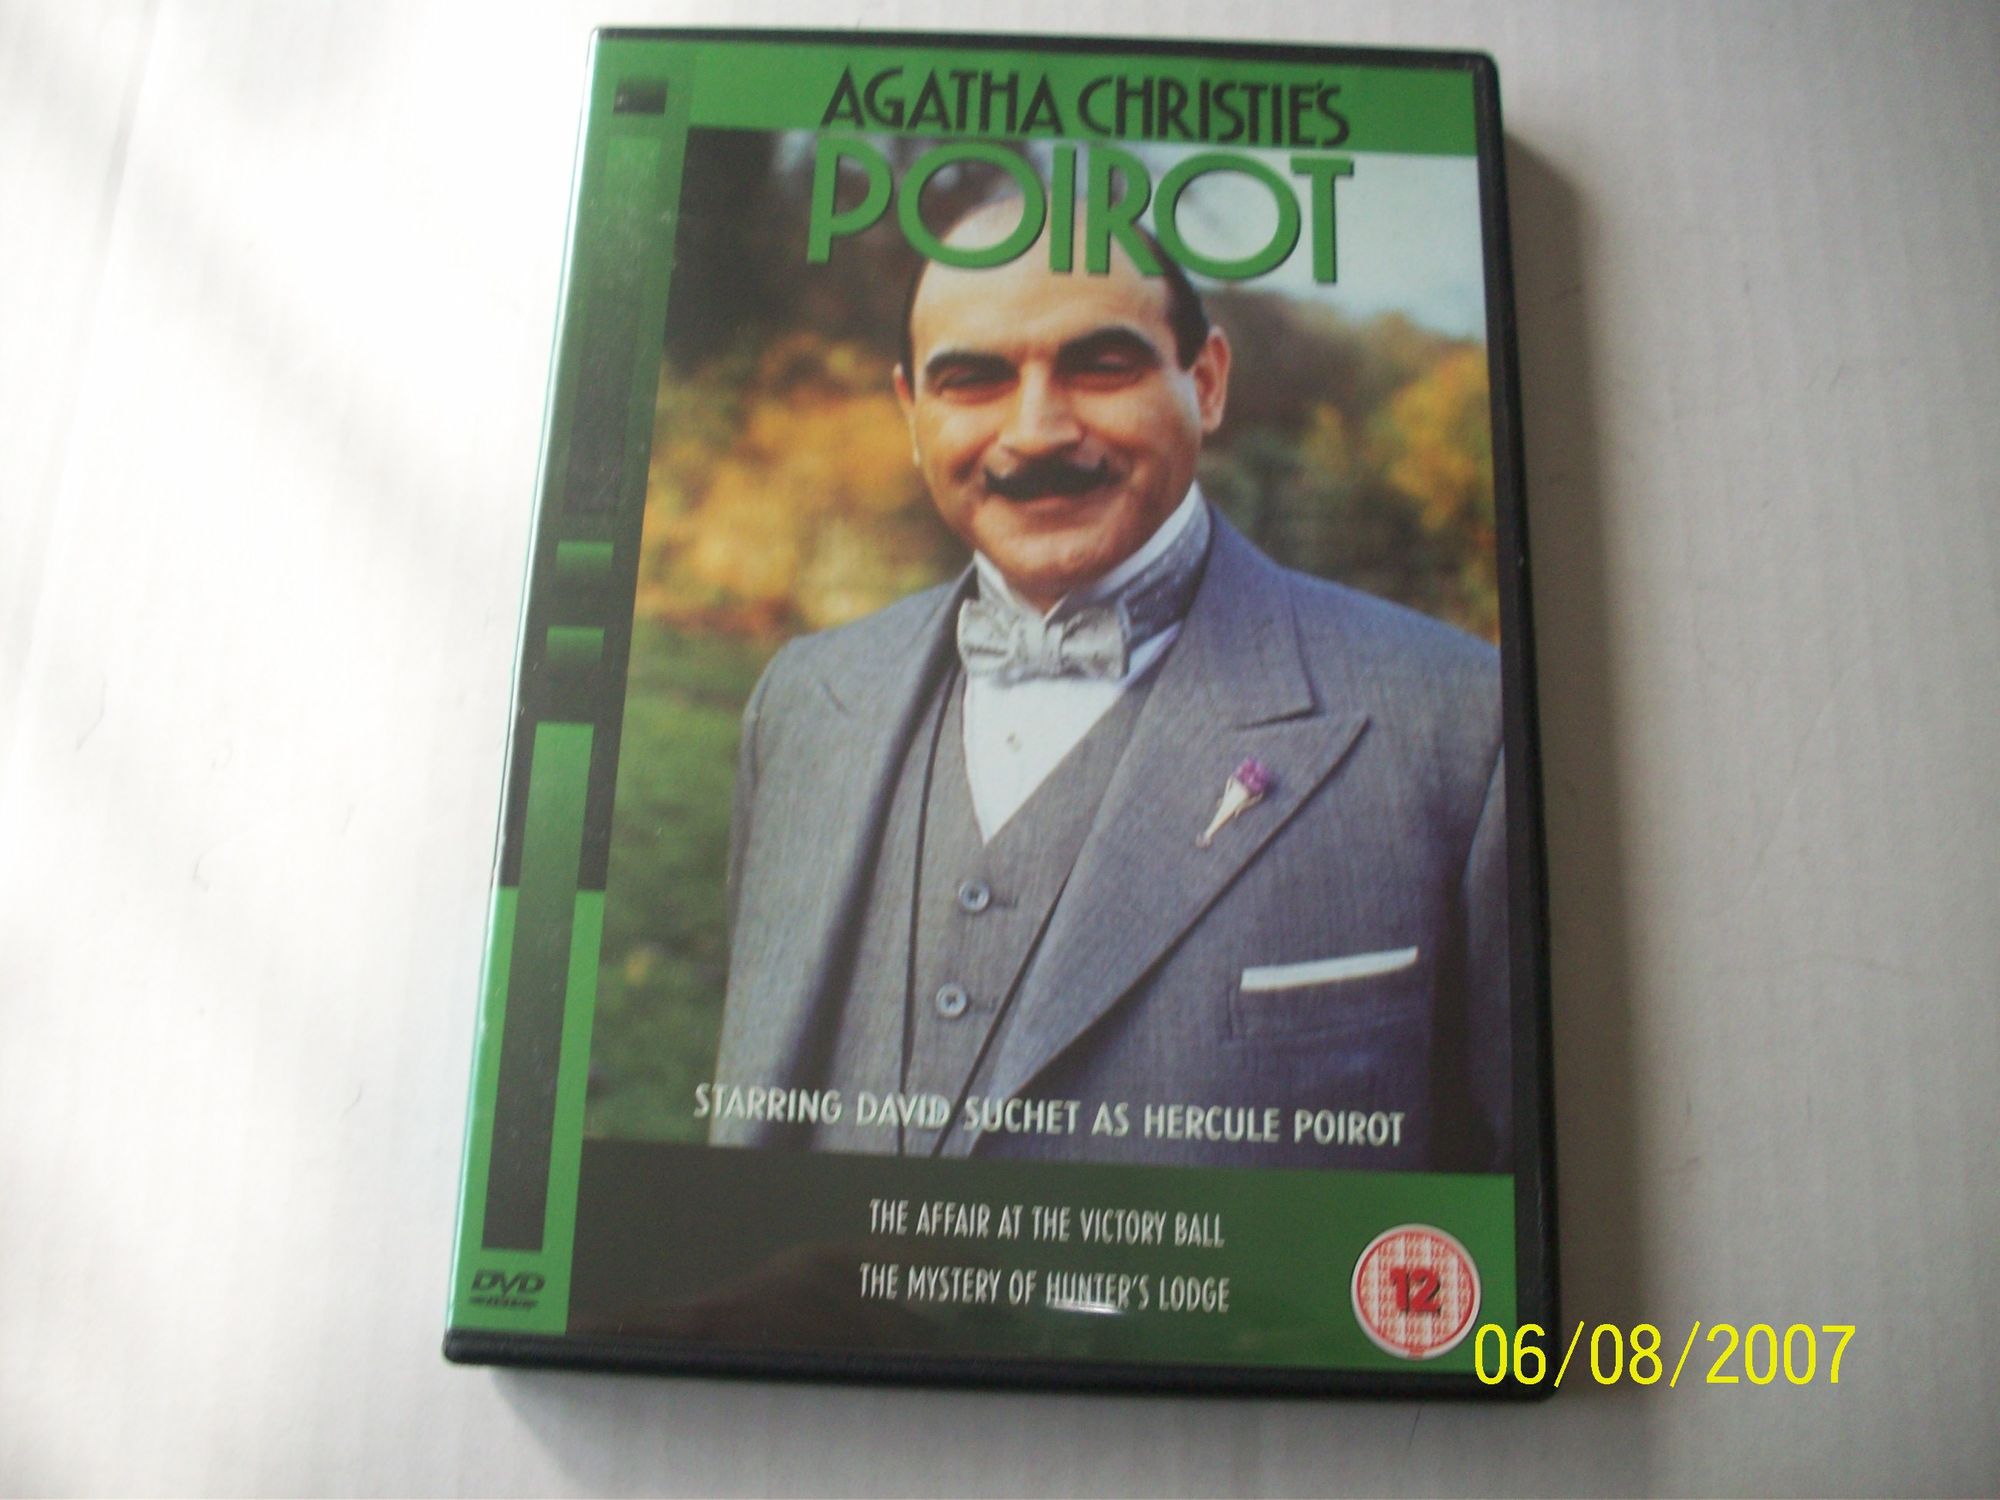 AGATHA CHRISTIE'S
POIROT
STARRING DAVID SUCHET AS HERCULE POIROT
THE AFFAIR AT THE VICTORY BALL
THE MYSTERY OF HUNTER'S LODGE
12
DVD
06/08/2007